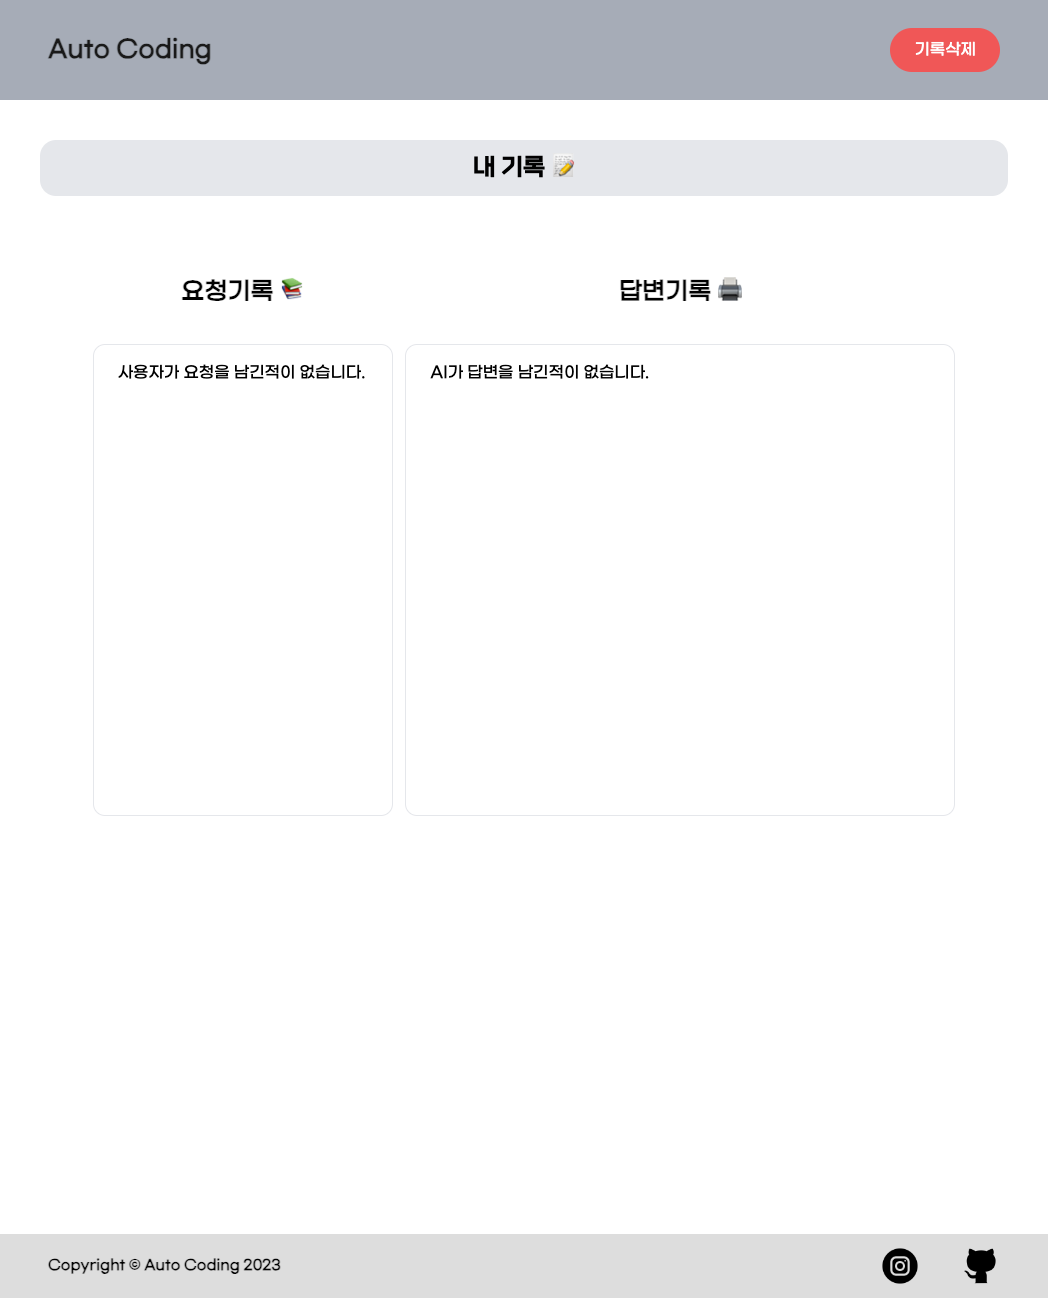 Auto Coding
기록삭제
내 기록 📝
요청기록 📚
답변기록 🖨️
사용자가 요청을 남긴적이 없습니다.
AI가 답변을 남긴적이 없습니다.
Copyright © Auto Coding 2023